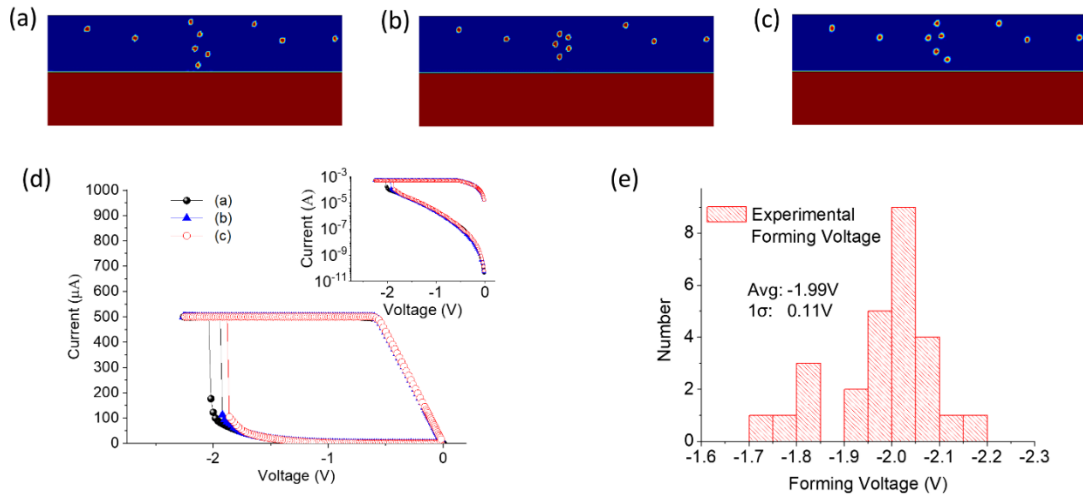 (a)
(b)
(c)
(d)
1000
900
800
700
600
500
400
300
200
100
0
Current (µA)
-2
-1
0
Voltage (V)
(a)
(b)
(c)
10⁻³
10⁻⁵
10⁻⁷
10⁻⁹
10⁻¹¹
Current (A)
-2
-1
0
Voltage (V)
(e)
Experimental
Forming Voltage
Avg: -1.99V
1σ: 0.11V
8
6
4
2
0
Number
-1.6 -1.7 -1.8 -1.9 -2.0 -2.1 -2.2 -2.3
Forming Voltage (V)